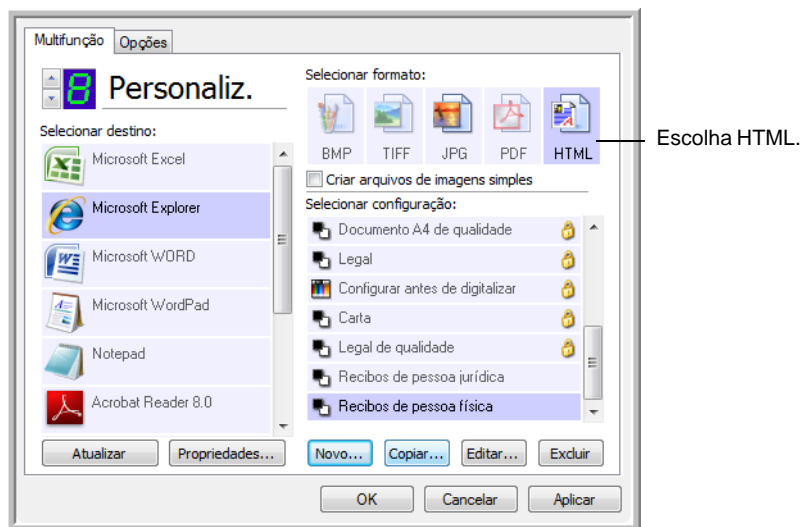 Multifunção
Opções
8
Personaliz.
Selecionar destino:
Microsoft Excel
Microsoft Explorer
Microsoft WORD
Microsoft WordPad
Notepad
Acrobat Reader 8.0
Atualizar
Propriedades...
Selecionar formato:
BMP TIFF JPG PDF HTML
Criar arquivos de imagens simples
Selecionar configuração:
Documento A4 de qualidade
Legal
Configurar antes de digitalizar
Carta
Legal de qualidade
Recibos de pessoa jurídica
Recibos de pessoa física
Novo... Copiar... Editar... Excluir
OK Cancelar Aplicar
Escolha HTML.